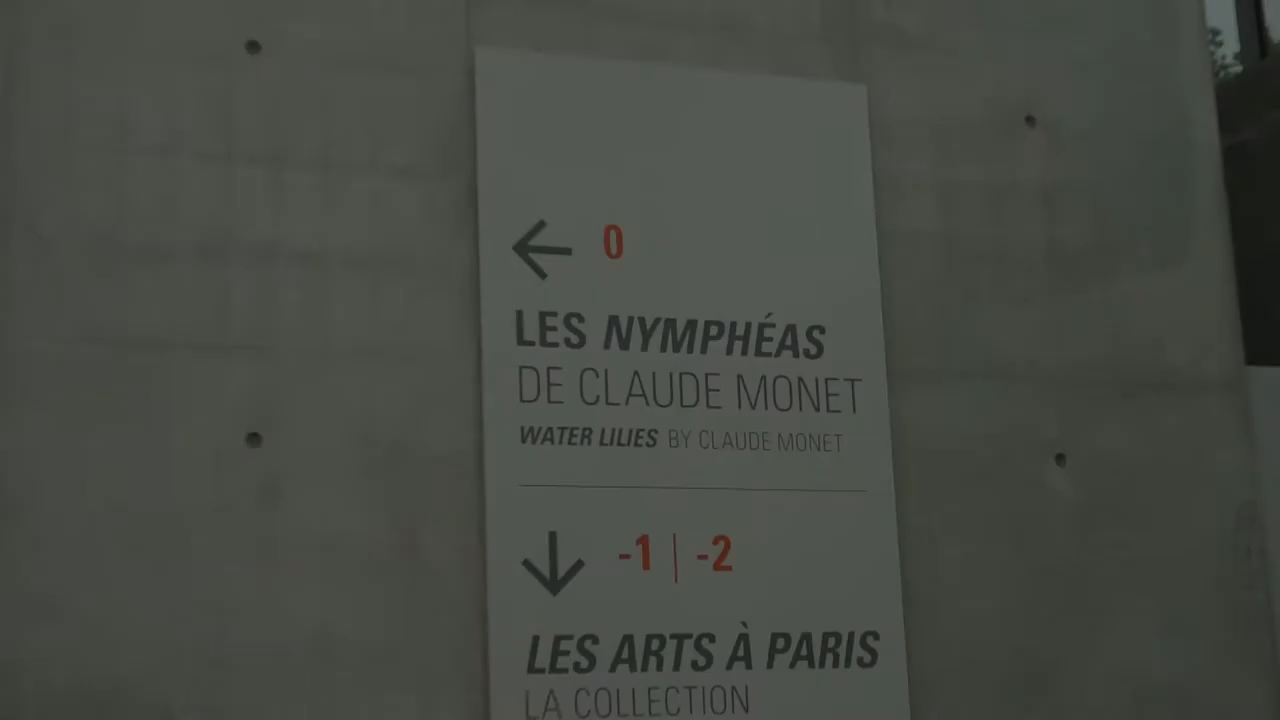 ← 0
LES NYMPHÉAS
DE CLAUDE MONET
WATER LILIES BY CLAUDE MONET
↓ -1 | -2
LES ARTS À PARIS
LA COLLECTION